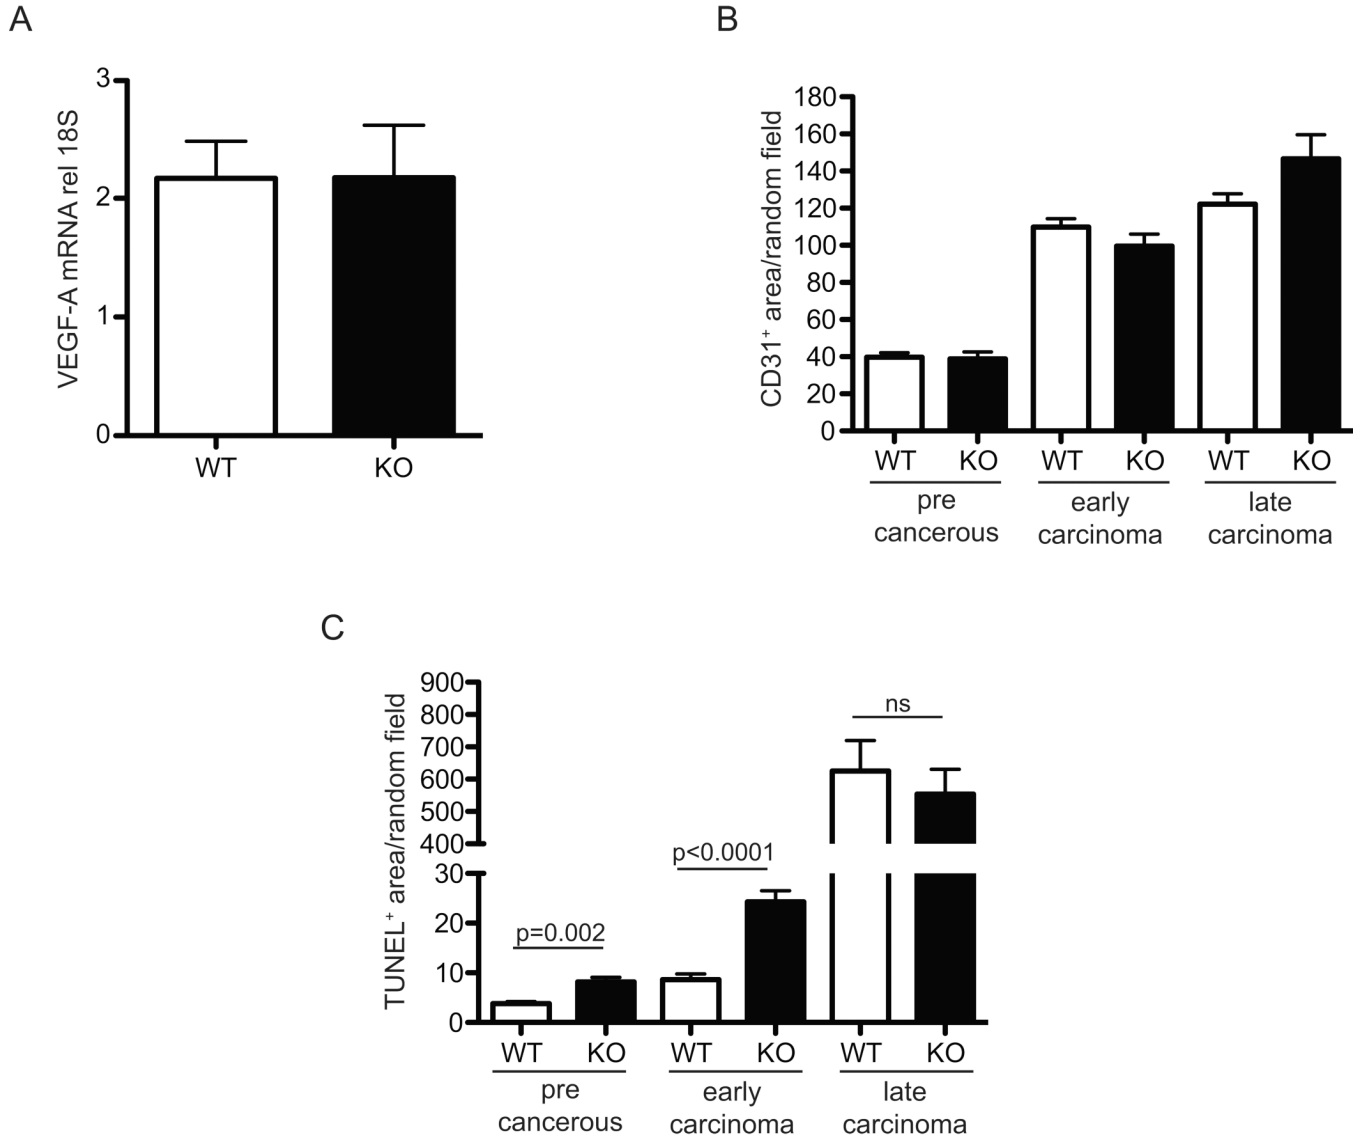 A
VEGF-A mRNA rel 18S
3
2
1
0
WT KO
B
CD31⁺ area/random field
180
160
140
120
100
80
60
40
20
0
WT KO WT KO WT KO
pre early late
cancerous carcinoma carcinoma
C
TUNEL⁺ area/random field
900
800
700
600
500
400
30
20
10
0
ns
p<0.0001
p=0.002
WT KO WT KO WT KO
pre early late
cancerous carcinoma carcinoma